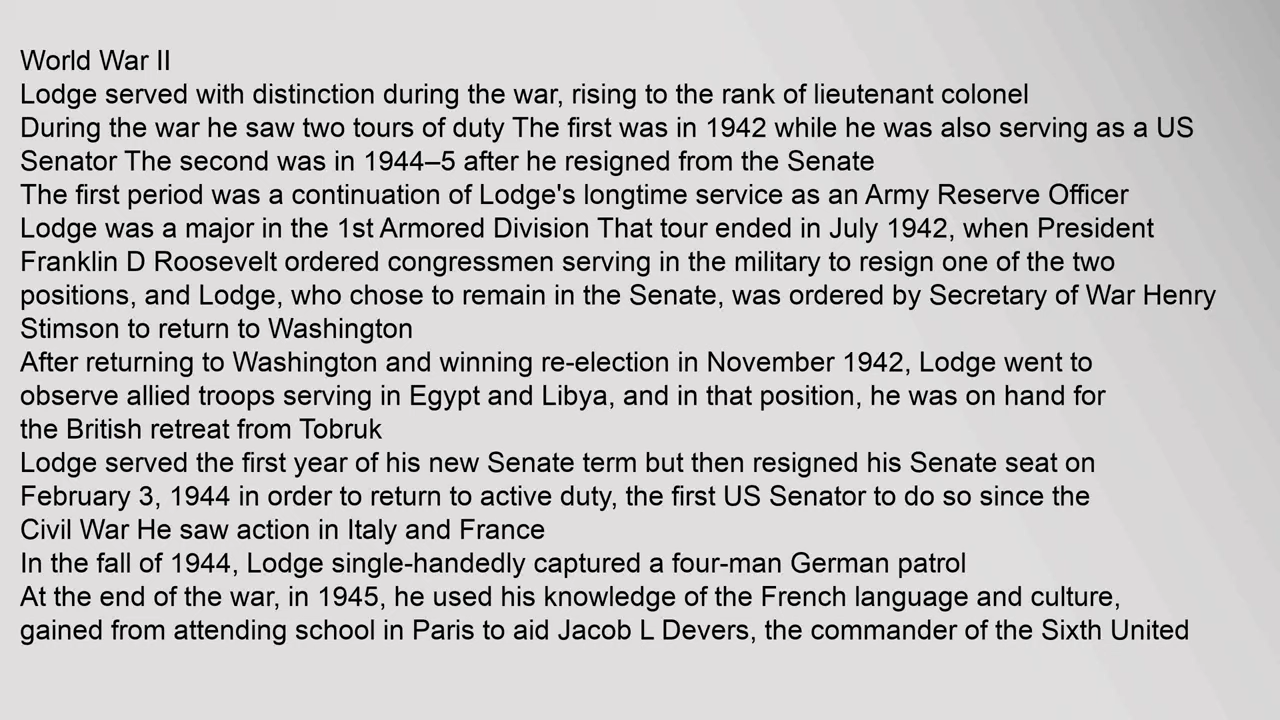 World War II
Lodge served with distinction during the war, rising to the rank of lieutenant colonel
During the war he saw two tours of duty The first was in 1942 while he was also serving as a US
Senator The second was in 1944–5 after he resigned from the Senate
The first period was a continuation of Lodge's longtime service as an Army Reserve Officer
Lodge was a major in the 1st Armored Division That tour ended in July 1942, when President
Franklin D Roosevelt ordered congressmen serving in the military to resign one of the two
positions, and Lodge, who chose to remain in the Senate, was ordered by Secretary of War Henry
Stimson to return to Washington
After returning to Washington and winning re-election in November 1942, Lodge went to
observe allied troops serving in Egypt and Libya, and in that position, he was on hand for
the British retreat from Tobruk
Lodge served the first year of his new Senate term but then resigned his Senate seat on
February 3, 1944 in order to return to active duty, the first US Senator to do so since the
Civil War He saw action in Italy and France
In the fall of 1944, Lodge single-handedly captured a four-man German patrol
At the end of the war, in 1945, he used his knowledge of the French language and culture,
gained from attending school in Paris to aid Jacob L Devers, the commander of the Sixth United